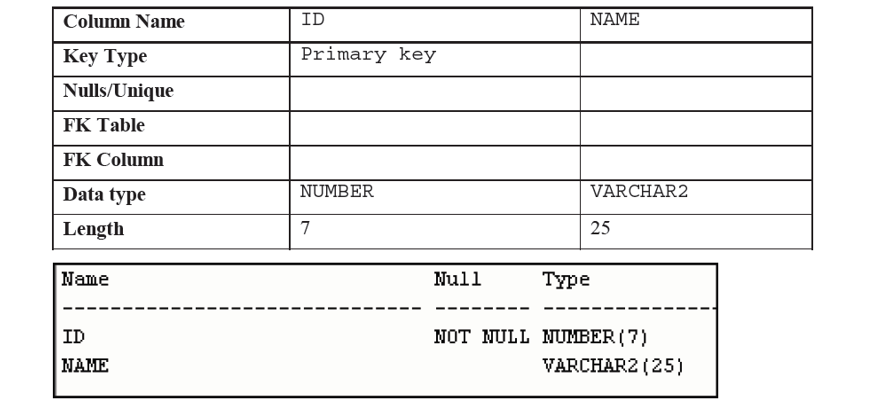 Column Name ID NAME
Key Type Primary key
Nulls/Unique
FK Table
FK Column
Data type NUMBER VARCHAR2
Length 7 25
Name Null Type
------------------------------ -------- ---------------
ID NOT NULL NUMBER(7)
NAME VARCHAR2(25)